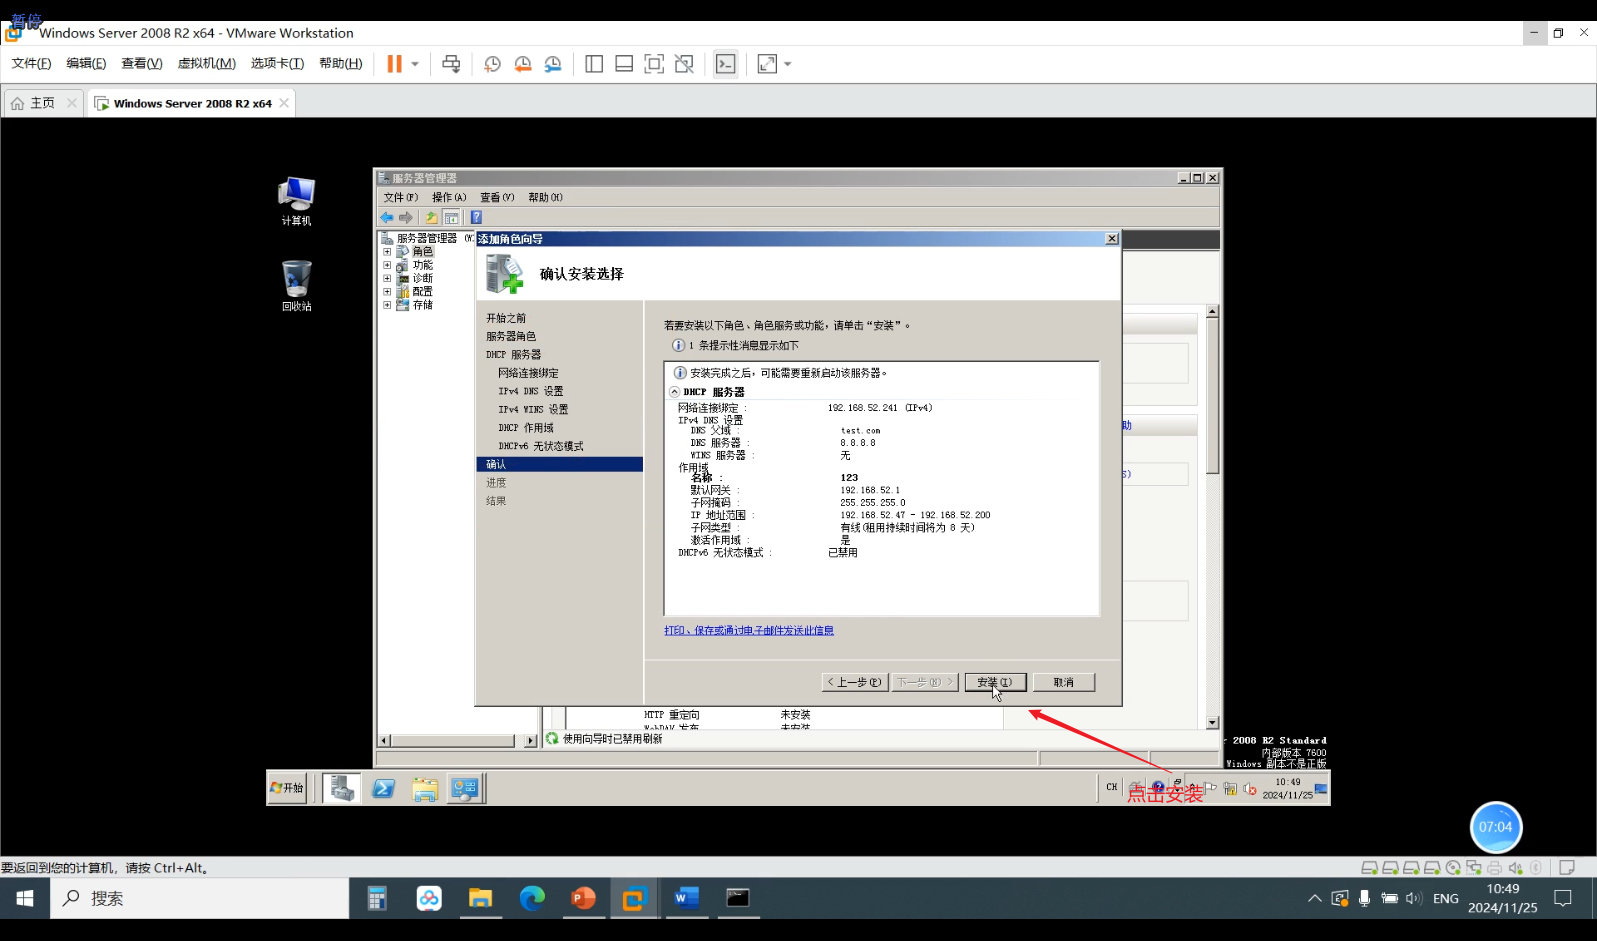 暂停
Windows Server 2008 R2 x64 - VMware Workstation
文件(F) 编辑(E) 查看(V) 虚拟机(M) 选项卡(T) 帮助(H)
主页
Windows Server 2008 R2 x64
计算机
回收站
服务器管理器
文件(F) 操作(A) 查看(V) 帮助(H)
服务器管理器 (W
角色
功能
诊断
配置
存储
添加角色向导
确认安装选择
开始之前
服务器角色
DHCP 服务器
网络连接绑定
IPv4 DNS 设置
IPv4 WINS 设置
DHCP 作用域
DHCPv6 无状态模式
确认
进度
结果
若要安装以下角色、角色服务或功能，请单击“安装”。
1 条提示性消息显示如下
安装完成之后，可能需要重新启动该服务器。
DHCP 服务器
网络连接绑定 : 192.168.52.241 (IPv4)
IPv4 DNS 设置
DNS 父域 : test.com
DNS 服务器 : 8.8.8.8
WINS 服务器 : 无
作用域
名称 : 123
默认网关 : 192.168.52.1
子网掩码 : 255.255.255.0
IP 地址范围 : 192.168.52.47 - 192.168.52.200
子网类型 : 有线(租用持续时间将为 8 天)
激活作用域 : 是
DHCPv6 无状态模式 : 已禁用
打印、保存或通过电子邮件发送此信息
< 上一步(P) 下一步(N) > 安装(I) 取消
助
HTTP 重定向 未安装
WebDAV 发布 未安装
使用向导时已禁用刷新
2008 R2 Standard
内部版本 7600
Windows 副本不是正版
开始
CH
10:49
2024/11/25
点击安装
07:04
要返回到您的计算机，请按 Ctrl+Alt。
搜索
ENG
10:49
2024/11/25